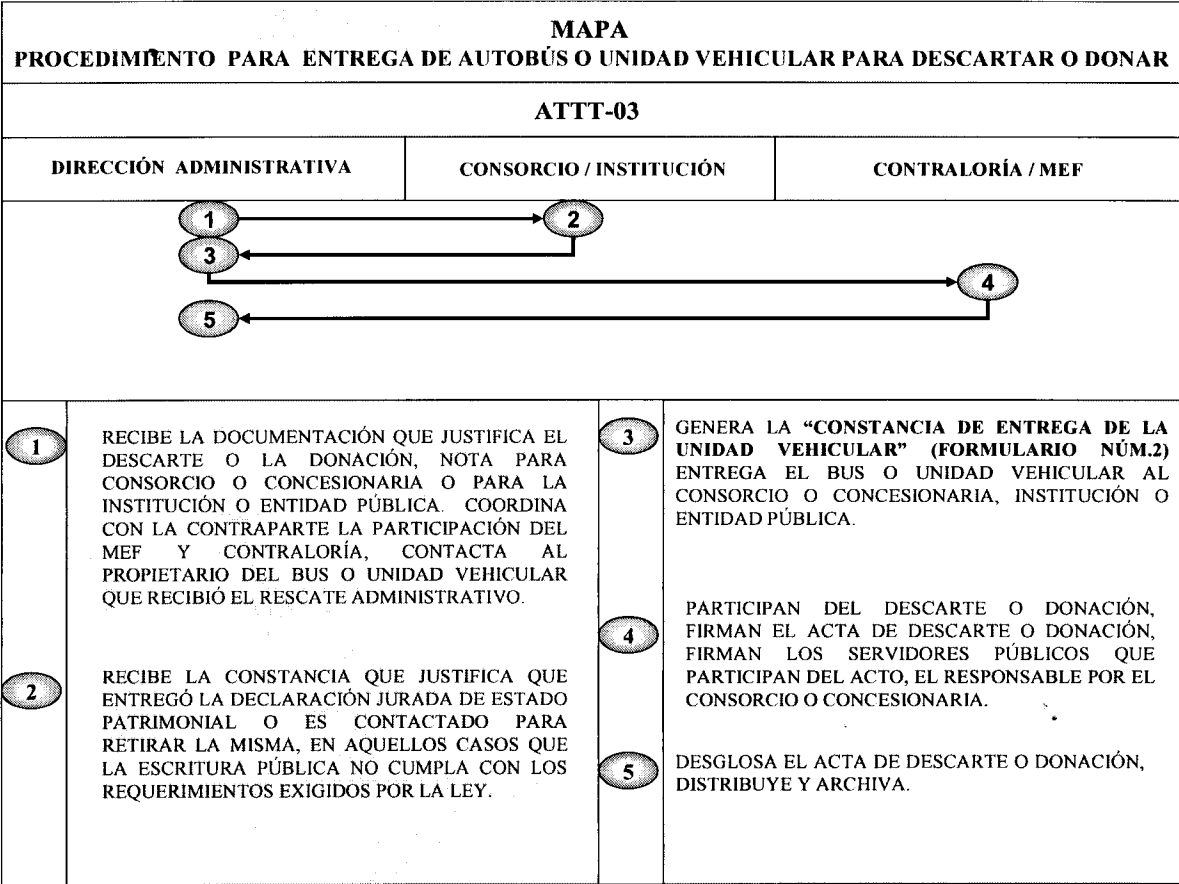 MAPA
PROCEDIMIENTO PARA ENTREGA DE AUTOBÚS O UNIDAD VEHICULAR PARA DESCARTAR O DONAR
ATTT-03
DIRECCIÓN ADMINISTRATIVA
CONSORCIO / INSTITUCIÓN
CONTRALORÍA / MEF
1
2
3
4
5
1
RECIBE LA DOCUMENTACIÓN QUE JUSTIFICA EL
DESCARTE O LA DONACIÓN, NOTA PARA
CONSORCIO O CONCESIONARIA O PARA LA
INSTITUCIÓN O ENTIDAD PÚBLICA. COORDINA
CON LA CONTRAPARTE LA PARTICIPACIÓN DEL
MEF Y CONTRALORÍA, CONTACTA AL
PROPIETARIO DEL BUS O UNIDAD VEHICULAR
QUE RECIBIÓ EL RESCATE ADMINISTRATIVO.
2
RECIBE LA CONSTANCIA QUE JUSTIFICA QUE
ENTREGÓ LA DECLARACIÓN JURADA DE ESTADO
PATRIMONIAL O ES CONTACTADO PARA
RETIRAR LA MISMA, EN AQUELLOS CASOS QUE
LA ESCRITURA PÚBLICA NO CUMPLA CON LOS
REQUERIMIENTOS EXIGIDOS POR LA LEY.
3
GENERA LA “CONSTANCIA DE ENTREGA DE LA
UNIDAD VEHICULAR” (FORMULARIO NÚM.2)
ENTREGA EL BUS O UNIDAD VEHICULAR AL
CONSORCIO O CONCESIONARIA, INSTITUCIÓN O
ENTIDAD PÚBLICA.
4
PARTICIPAN DEL DESCARTE O DONACIÓN,
FIRMAN EL ACTA DE DESCARTE O DONACIÓN,
FIRMAN LOS SERVIDORES PÚBLICOS QUE
PARTICIPAN DEL ACTO, EL RESPONSABLE POR EL
CONSORCIO O CONCESIONARIA.
5
DESGLOSA EL ACTA DE DESCARTE O DONACIÓN,
DISTRIBUYE Y ARCHIVA.